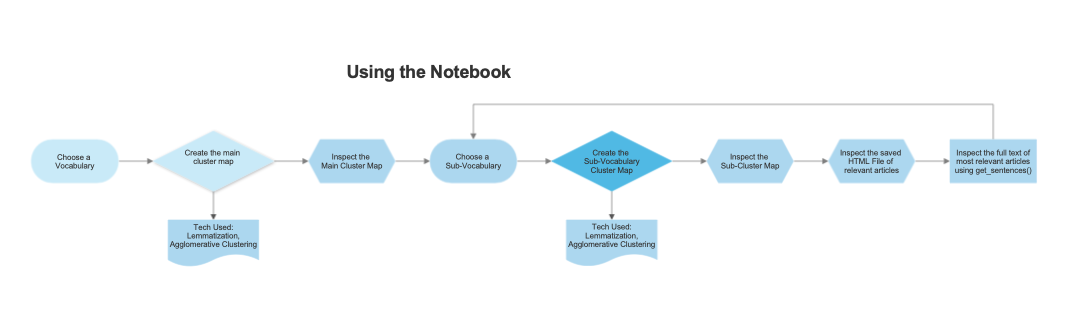 Using the Notebook
Choose a
Vocabulary
Create the main
cluster map
Inspect the
Main Cluster Map
Choose a
Sub-Vocabulary
Create the
Sub-Vocabulary
Cluster Map
Inspect the
Sub-Cluster Map
Inspect the saved
HTML File of
relevant articles
Inspect the full text of
most relevant articles
using get_sentences()
Tech Used:
Lemmatization,
Agglomerative Clustering
Tech Used:
Lemmatization,
Agglomerative Clustering